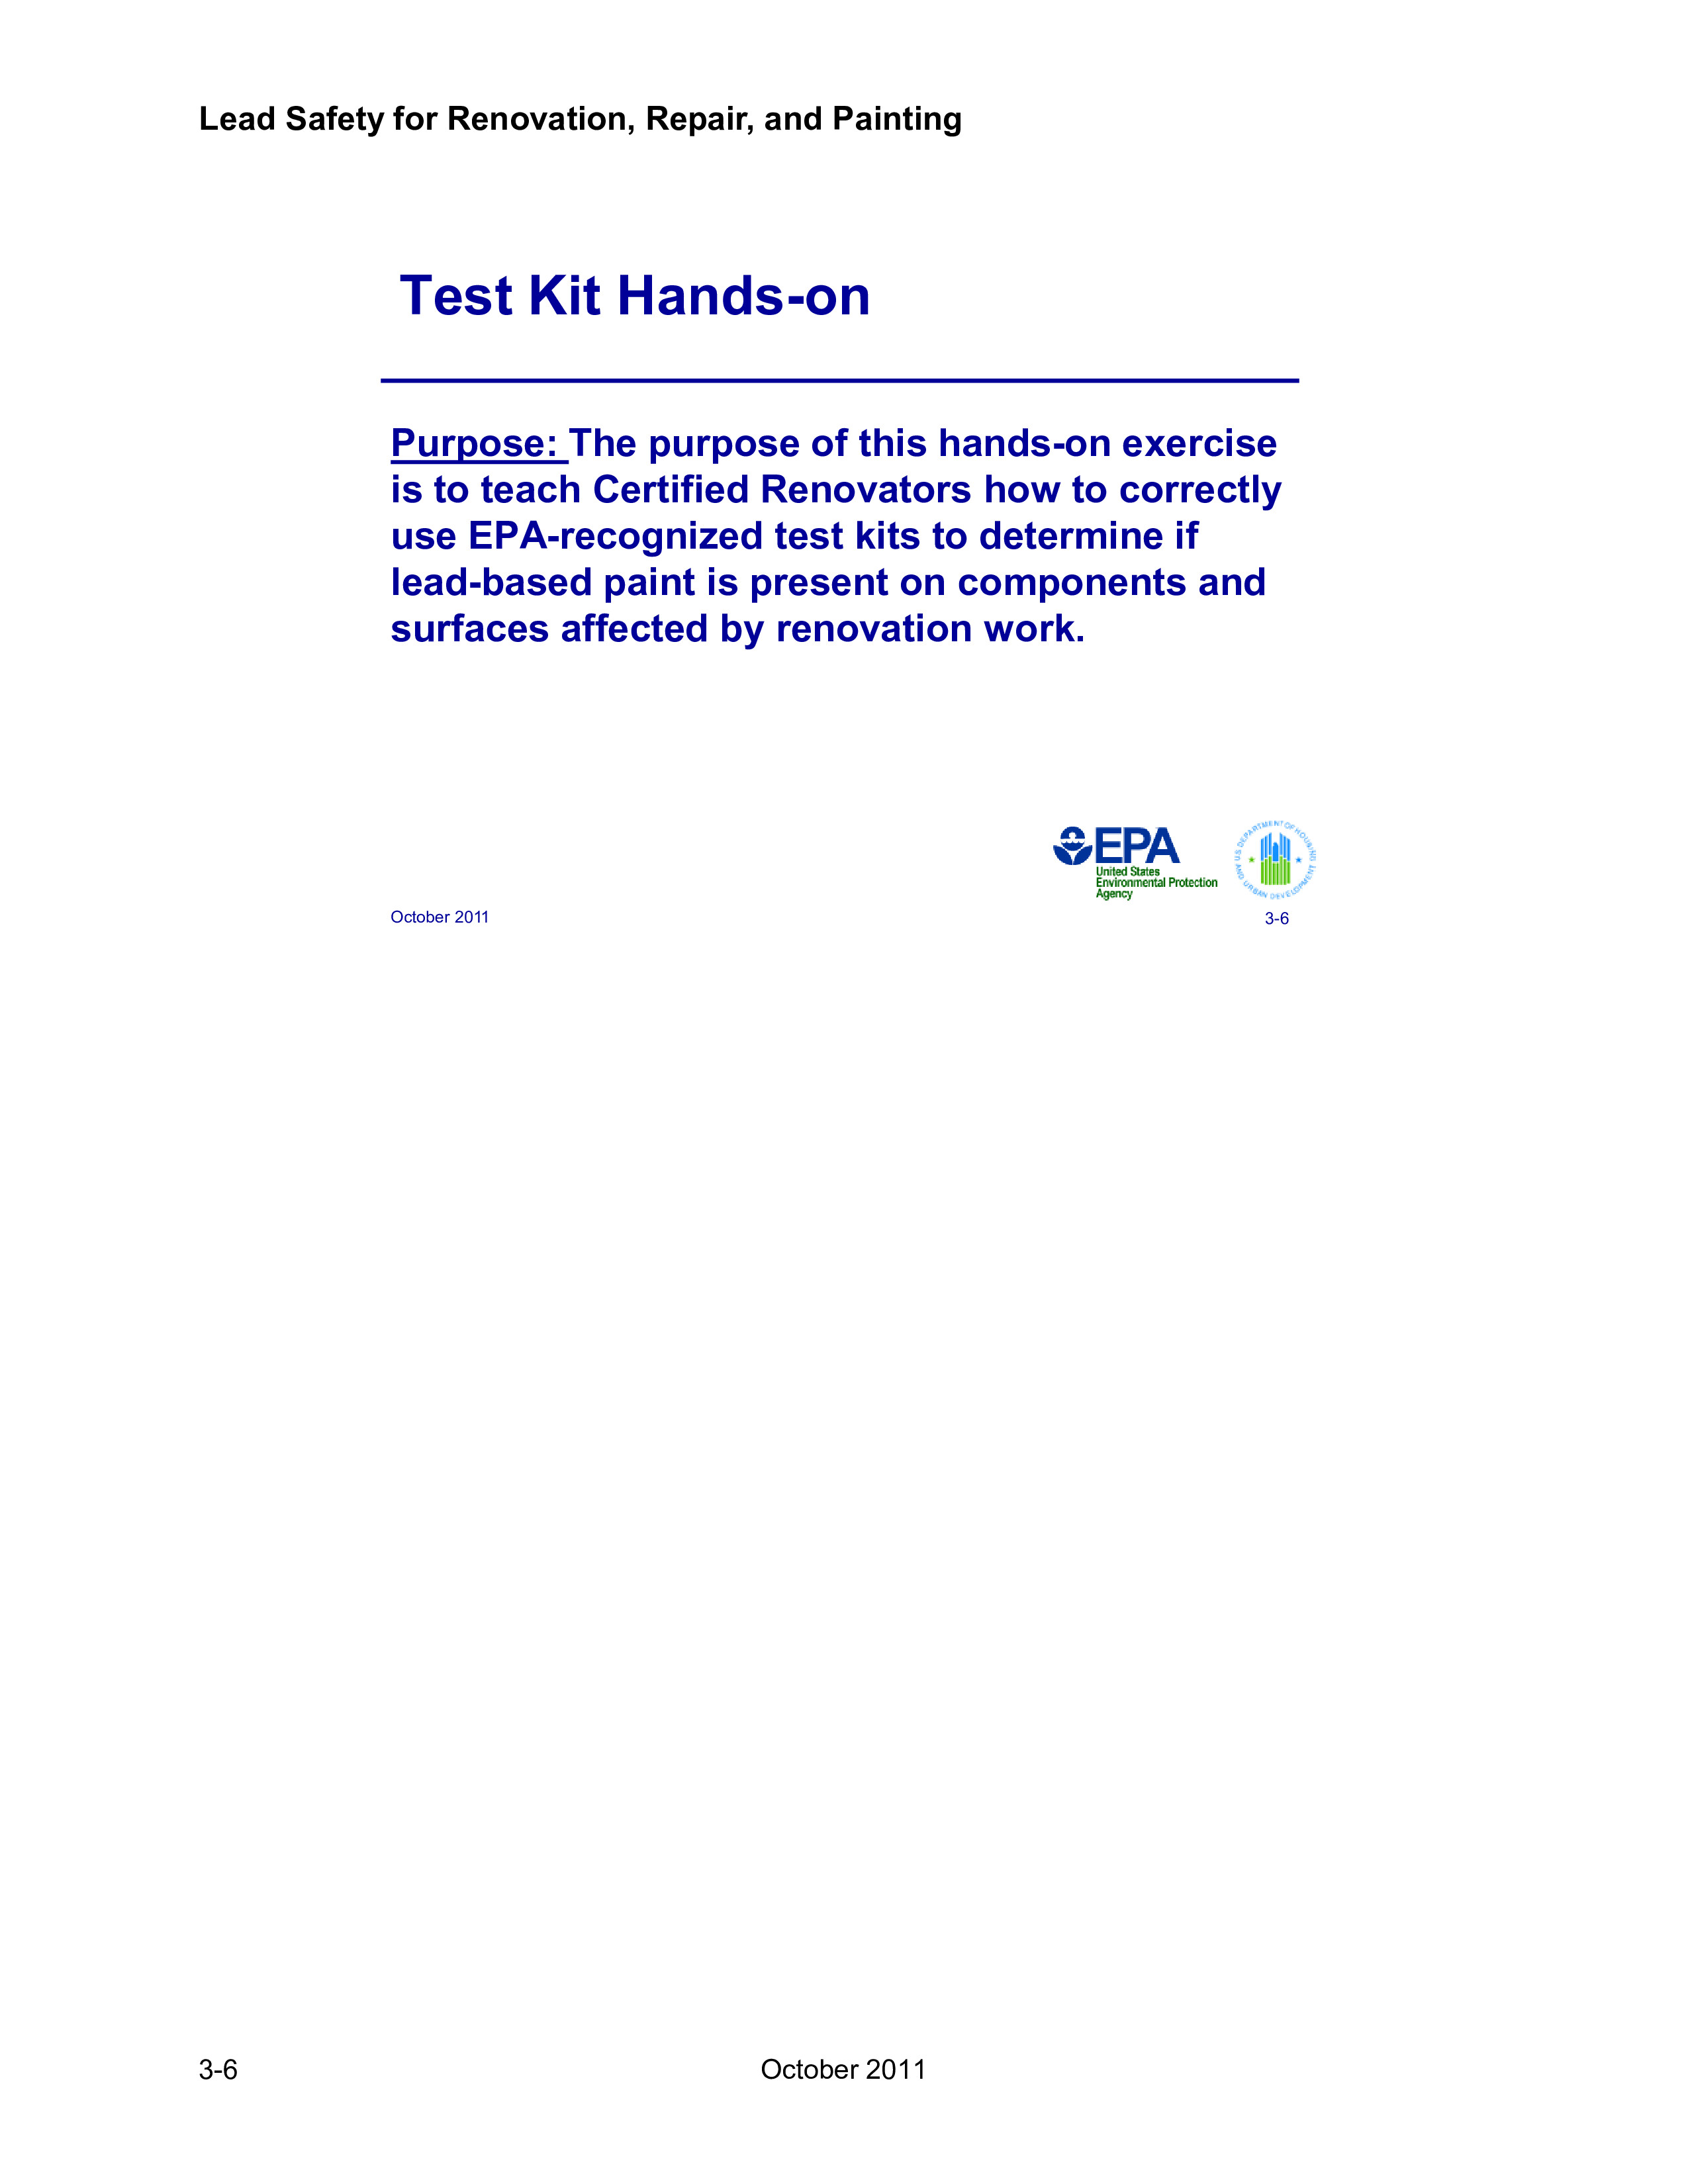 Lead Safety for Renovation, Repair, and Painting
Test Kit Hands-on
Purpose: The purpose of this hands-on exercise
is to teach Certified Renovators how to correctly
use EPA-recognized test kits to determine if
lead-based paint is present on components and
surfaces affected by renovation work.
EPA
United States
Environmental Protection
Agency
U.S. DEPARTMENT OF HOUSING
AND URBAN DEVELOPMENT
October 2011
3-6
3-6
October 2011